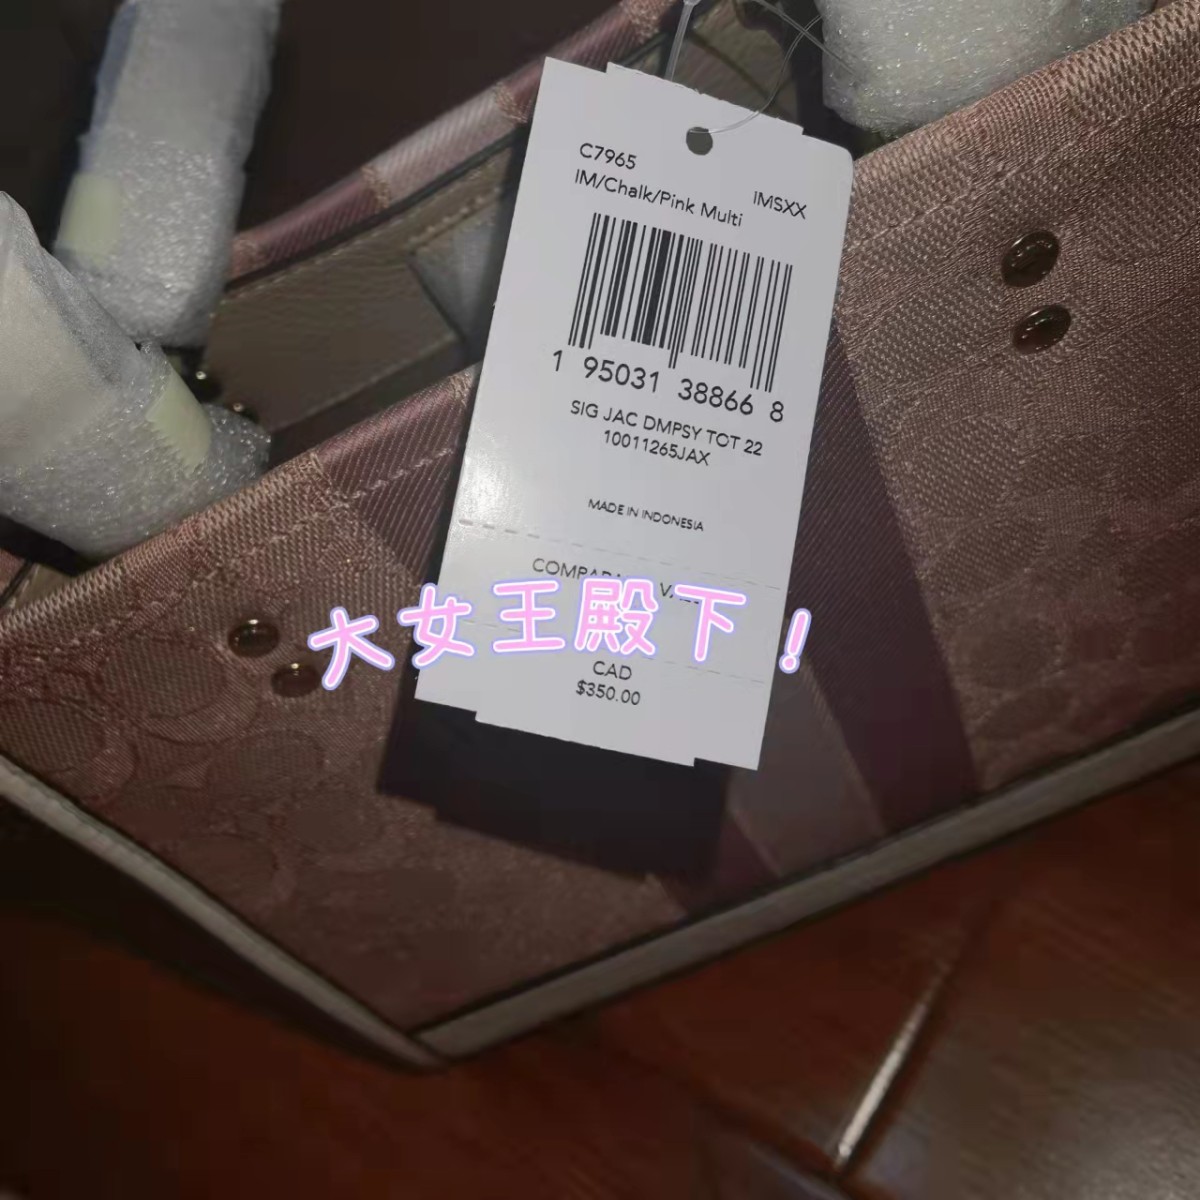 C7965
IM/Chalk/Pink Multi IMSXX
1 95031 38866 8
SIG JAC DMPSY TOT 22
10011265JAX
MADE IN INDONESIA
大女王殿下！
CAD
$350.00